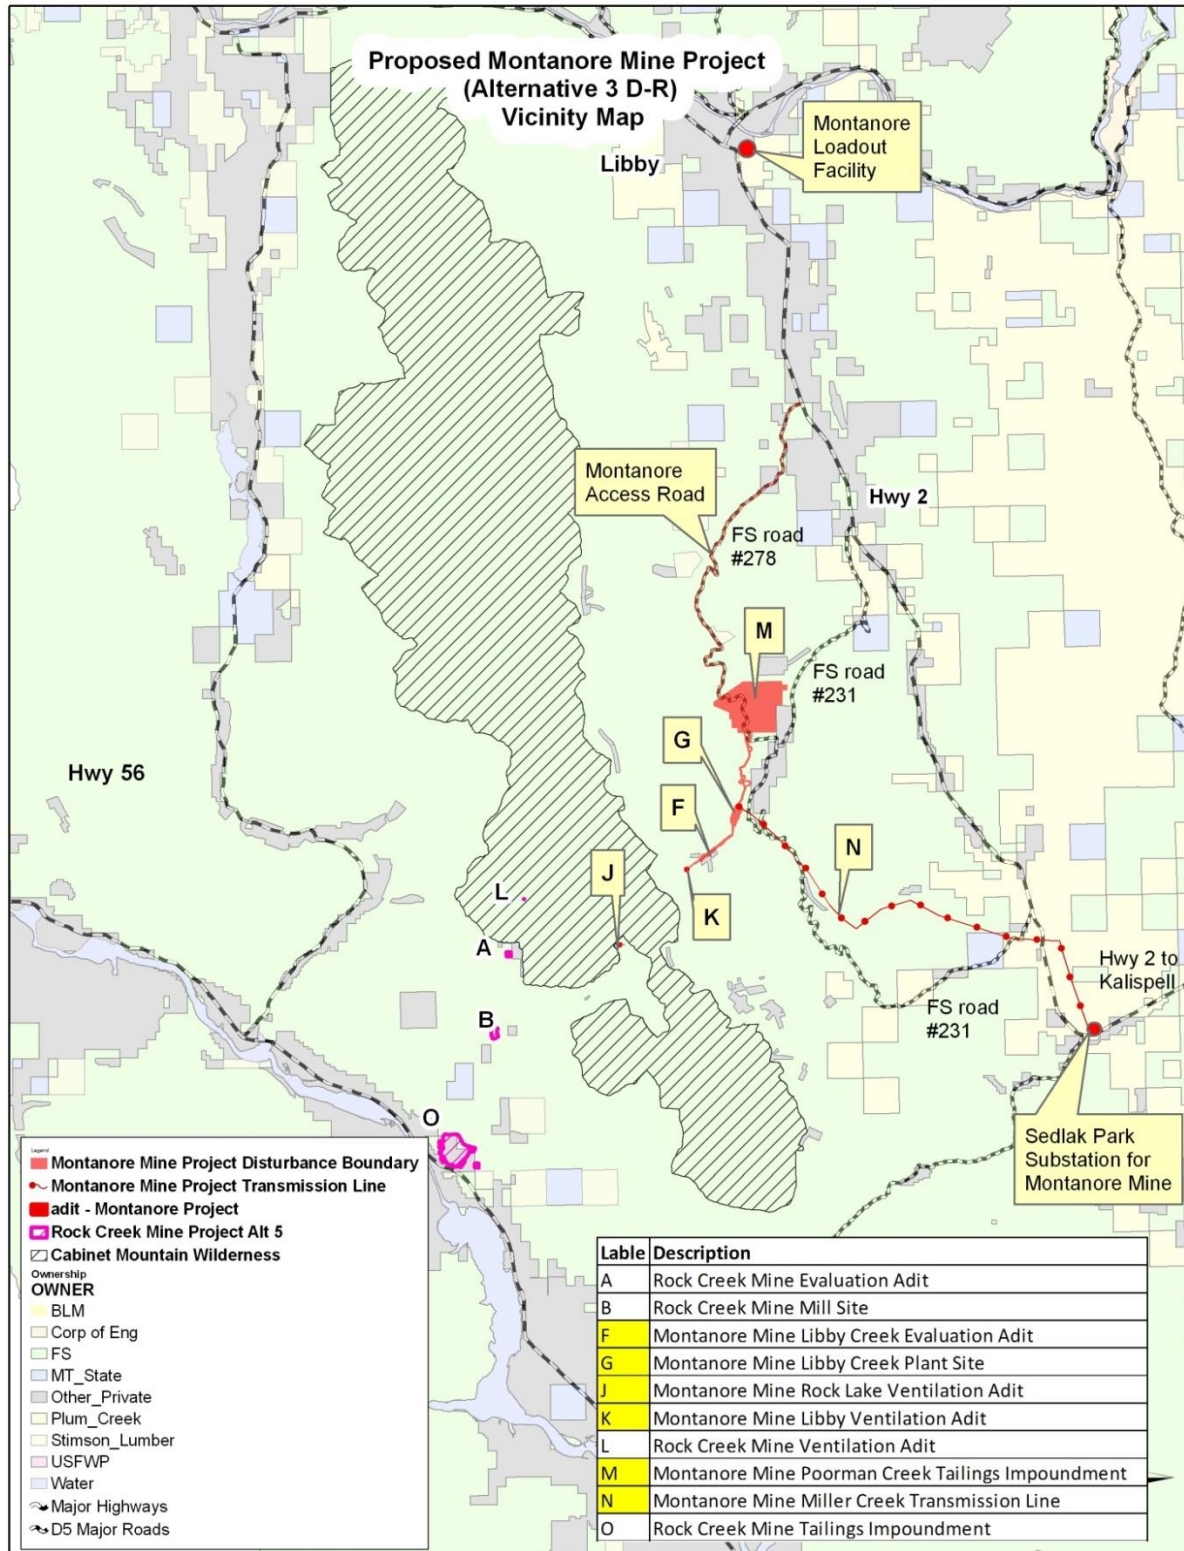 Proposed Montanore Mine Project
(Alternative 3 D-R)
Vicinity Map
Montanore
Loadout
Facility
Libby
Montanore
Access Road
Hwy 2
FS road
#278
M
FS road
#231
G
Hwy 56
F
J
N
L
K
A
Hwy 2 to
Kalispell
B
FS road
#231
O
Sedlak Park
Substation for
Montanore Mine
Legend
Montanore Mine Project Disturbance Boundary
Montanore Mine Project Transmission Line
adit - Montanore Project
Rock Creek Mine Project Alt 5
Cabinet Mountain Wilderness
Ownership
OWNER
BLM
Corp of Eng
FS
MT_State
Other_Private
Plum_Creek
Stimson_Lumber
USFWP
Water
Major Highways
D5 Major Roads
Lable Description
A Rock Creek Mine Evaluation Adit
B Rock Creek Mine Mill Site
F Montanore Mine Libby Creek Evaluation Adit
G Montanore Mine Libby Creek Plant Site
J Montanore Mine Rock Lake Ventilation Adit
K Montanore Mine Libby Ventilation Adit
L Rock Creek Mine Ventilation Adit
M Montanore Mine Poorman Creek Tailings Impoundment
N Montanore Mine Miller Creek Transmission Line
O Rock Creek Mine Tailings Impoundment